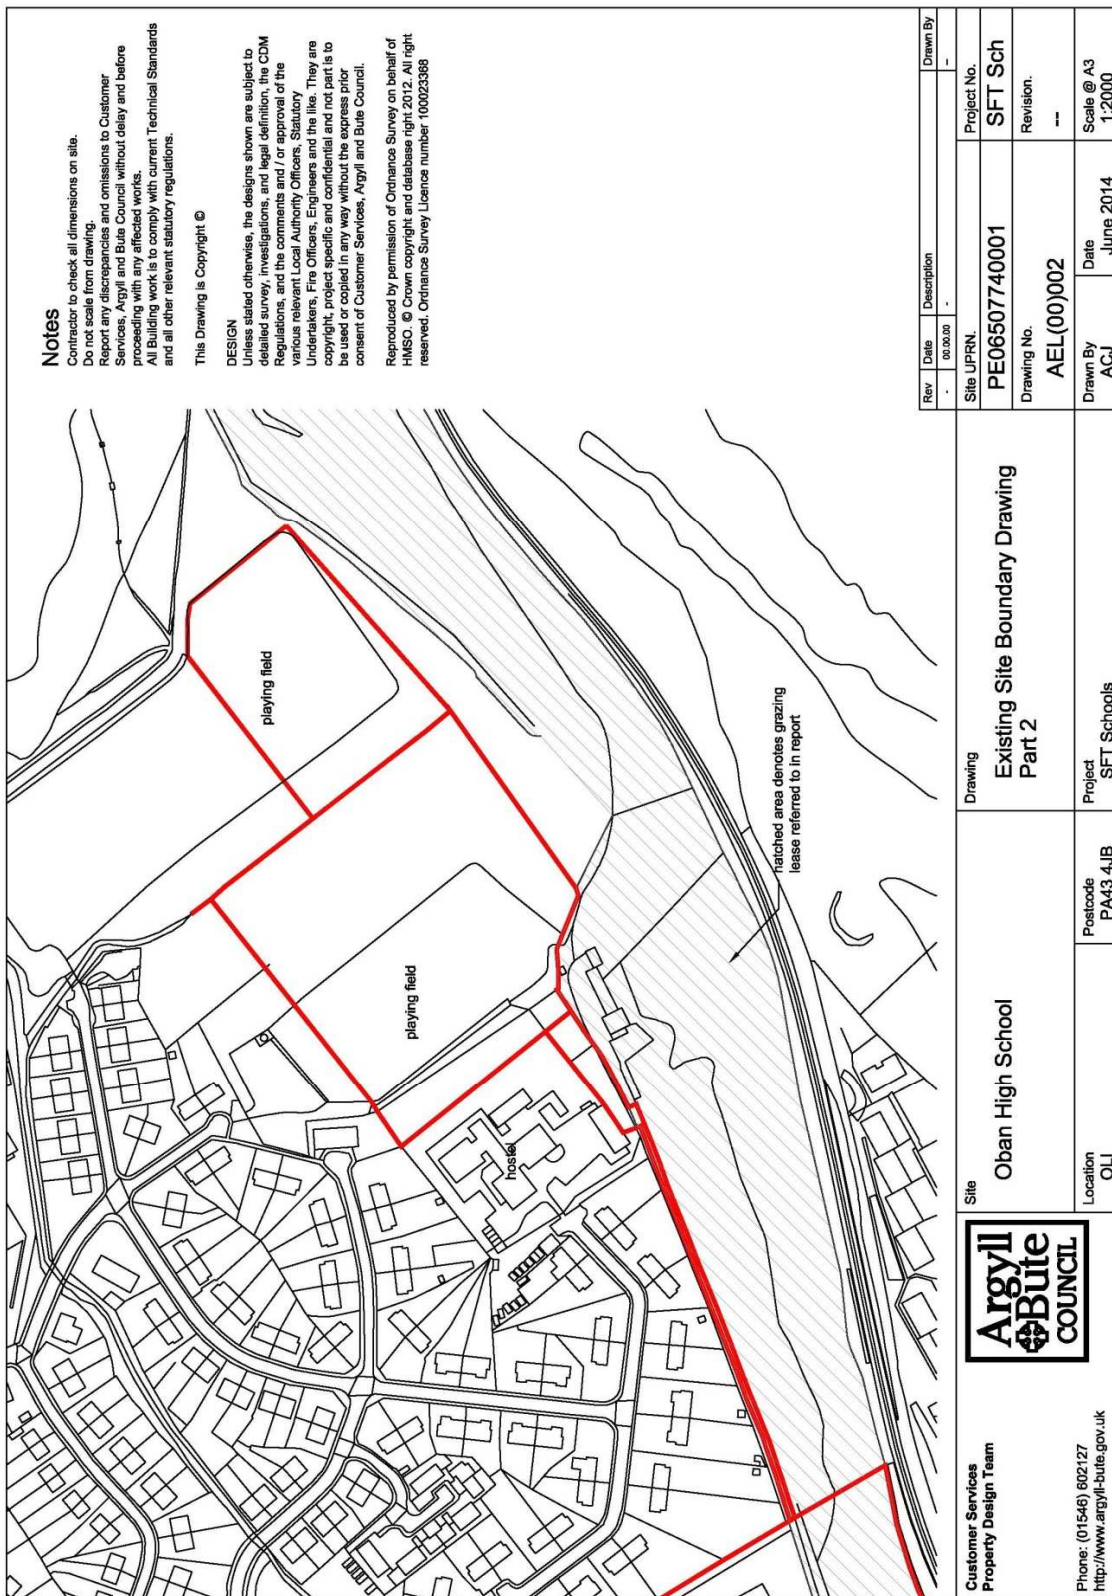 Notes
Contractor to check all dimensions on site.
Do not scale from drawing.
Report any discrepancies and omissions to Customer
Services, Argyll and Bute Council without delay and before
proceeding with any affected works.
All Building work is to comply with current Technical Standards
and all other relevant statutory regulations.
This Drawing is Copyright ©
DESIGN
Unless stated otherwise, the designs shown are subject to
detailed survey, investigations, and legal definition, the CDM
Regulations, and the comments and / or approval of the
various relevant Local Authority Officers, Statutory
Undertakers, Fire Officers, Engineers and the like. They are
copyright, project specific and confidential and not part is to
be used or copied in any way without the express prior
consent of Customer Services, Argyll and Bute Council.
Reproduced by permission of Ordnance Survey on behalf of
HMSO. © Crown copyright and database right 2012. All right
reserved. Ordnance Survey Licence number 100023368
playing field
playing field
hostel
hatched area denotes grazing
lease referred to in report
Rev Date Description Drawn By
- 00.00.00 - -
Customer Services
Property Design Team
Phone: (01546) 602127
http://www.argyll-bute.gov.uk
Argyll
Bute
COUNCIL
Site
Oban High School
Location
OLI
Postcode
PA43 4JB
Drawing
Existing Site Boundary Drawing
Part 2
Project
SFT Schools
Site UPRN.
PE06507740001
Project No.
SFT Sch
Drawing No.
AEL(00)002
Revision.
--
Drawn By
ACJ
Date
June 2014
Scale @ A3
1:2000